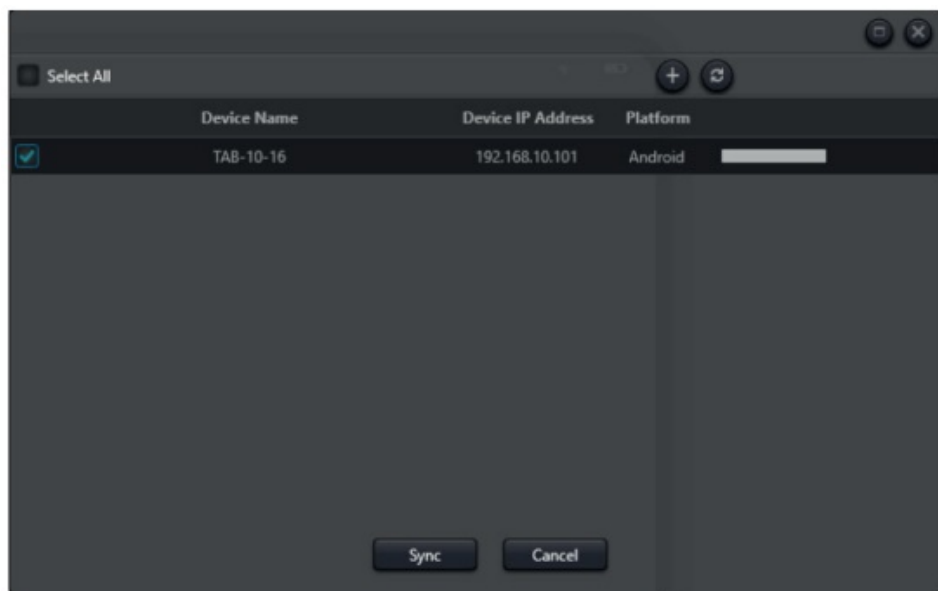 Select All
Device Name Device IP Address Platform
TAB-10-16 192.168.10.101 Android
Sync Cancel